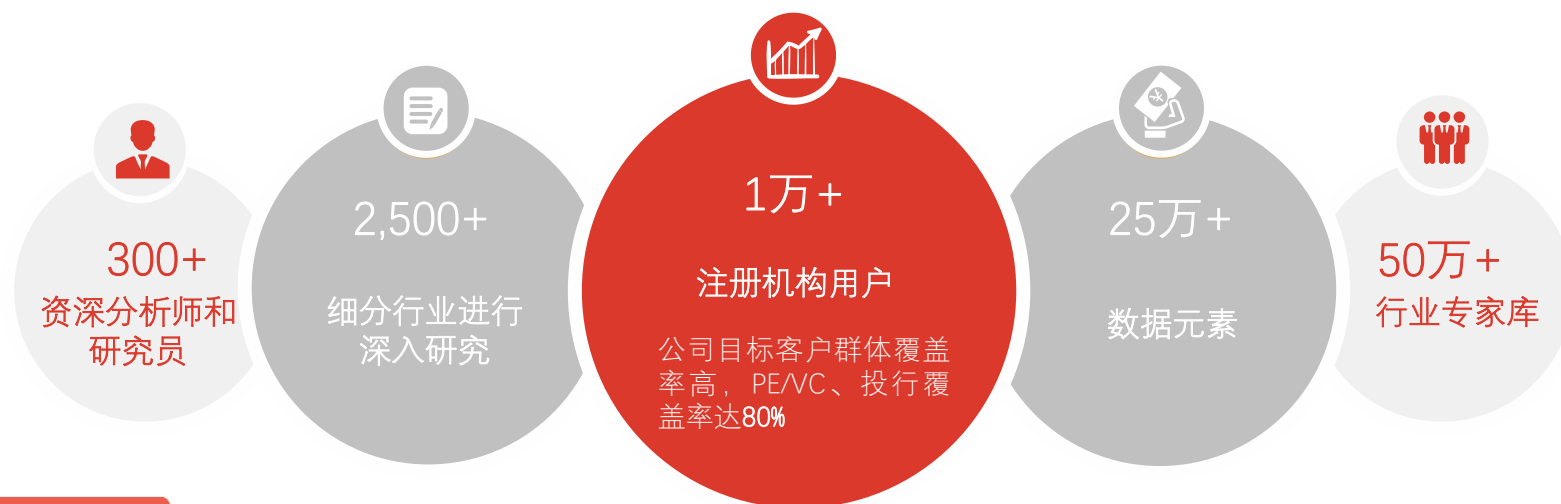 300+
资深分析师和
研究员
2,500+
细分行业进行
深入研究
1万+
注册机构用户
公司目标客户群体覆盖
率高，PE/VC、投行覆
盖率达80%
25万+
数据元素
50万+
行业专家库